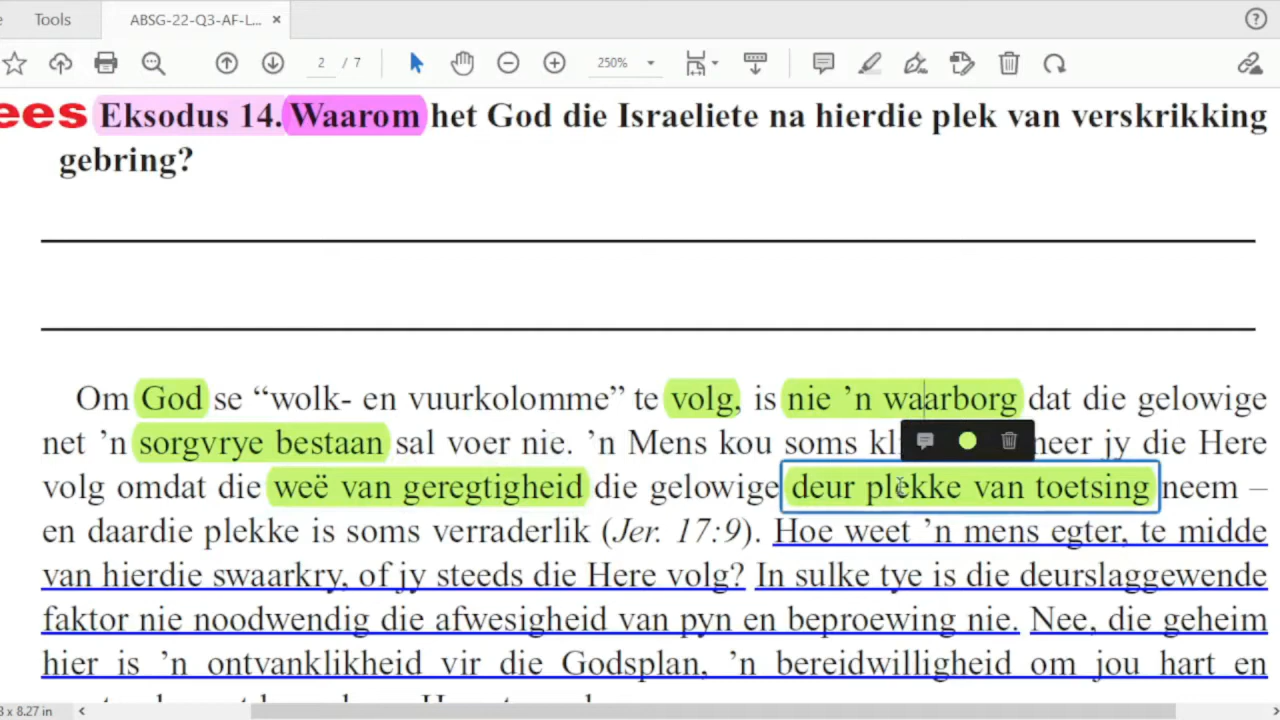 Tools
ABSG-22-Q3-AF-L... ×
2 / 7
250%
ees Eksodus 14. Waarom het God die Israeliete na hierdie plek van verskrikking
gebring?
Om God se “wolk- en vuurkolomme” te volg, is nie ’n waarborg dat die gelowige
net ’n sorgvrye bestaan sal voer nie. ’n Mens kou soms meer jy die Here
volg omdat die weë van geregtigheid die gelowige deur plekke van toetsing neem –
en daardie plekke is soms verraderlik (Jer. 17:9). Hoe weet ’n mens egter, te midde
van hierdie swaarkry, of jy steeds die Here volg? In sulke tye is die deurslaggewende
faktor nie noodwendig die afwesigheid van pyn en beproewing nie. Nee, die geheim
hier is ’n ontvanklikheid vir die Godsplan, ’n bereidwilligheid om jou hart en
x 8.27 in